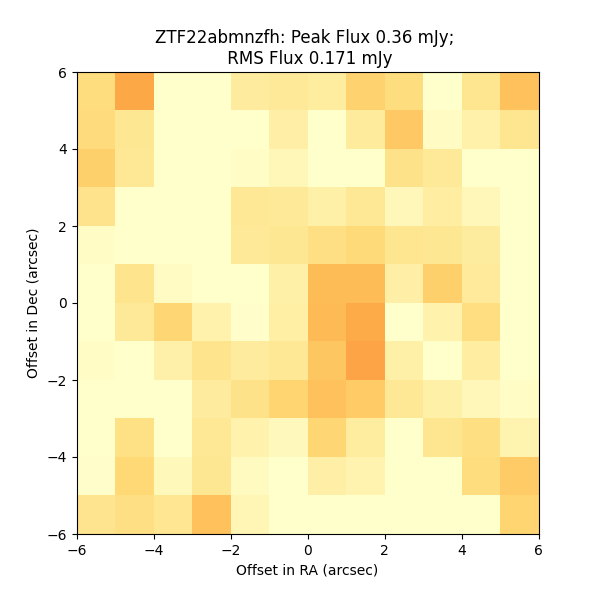 ZTF22abmnzfh: Peak Flux 0.36 mJy;
RMS Flux 0.171 mJy
6
4
2
0
−2
−4
−6
Offset in Dec (arcsec)
−6 −4 −2 0 2 4 6
Offset in RA (arcsec)